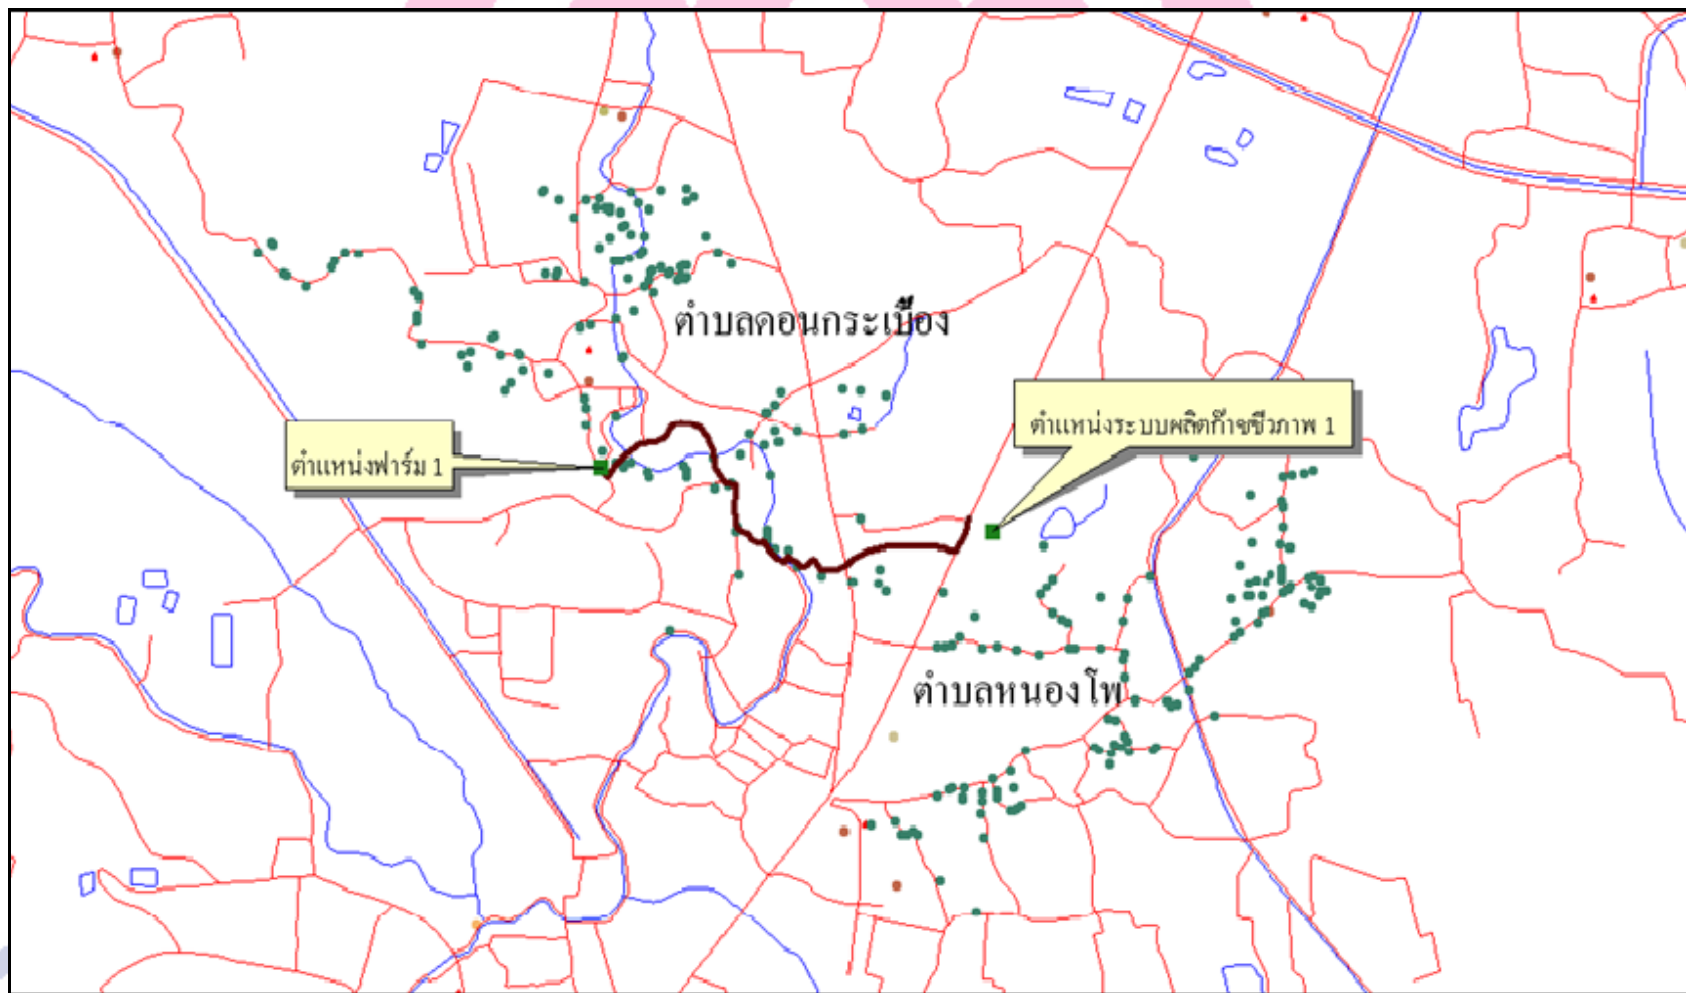 ตำบลดอนกระเบื้อง
ตำแหน่งระบบผลิตก๊าซชีวภาพ 1
ตำแหน่งฟาร์ม 1
ตำบลหนองโพ